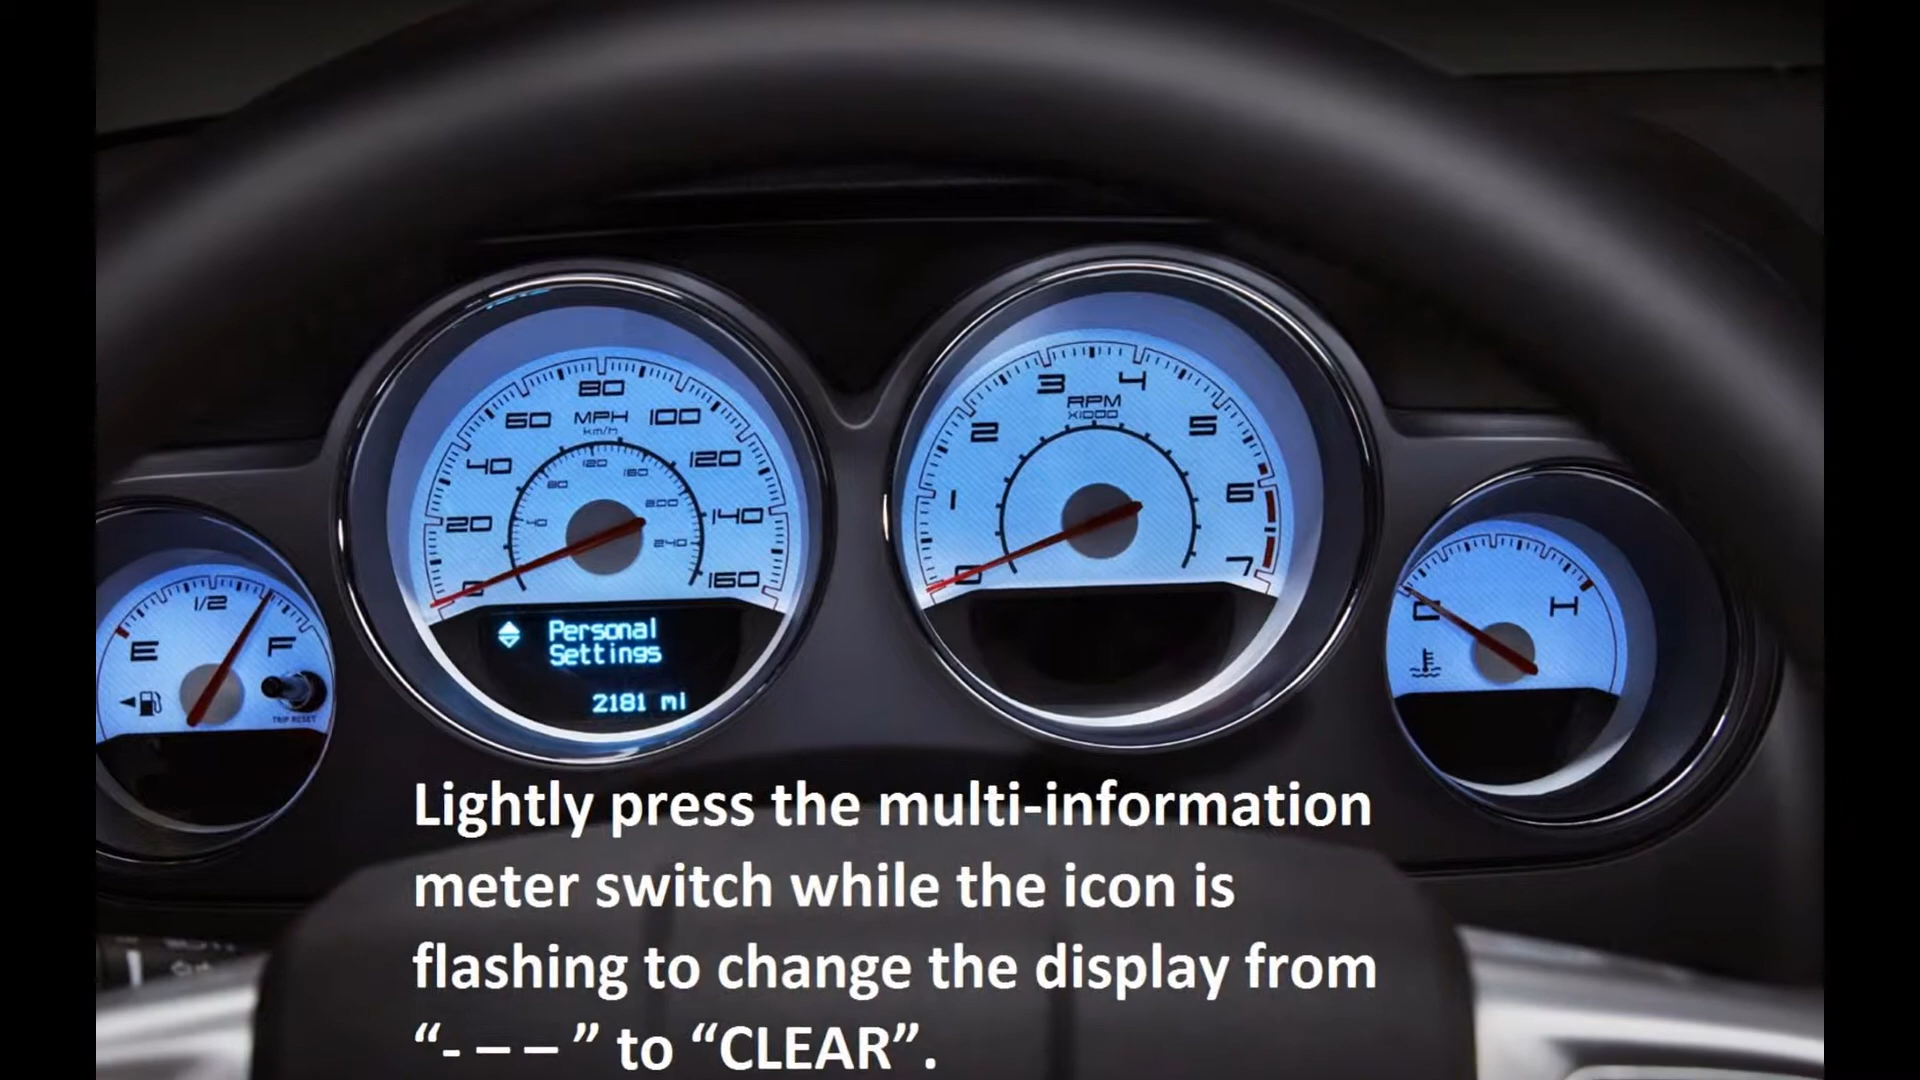 80
60
MPH
100
km/h
40
120
120
160
80
20
40
200
140
240
0
160
Personal
Settings
2181 mi
3
4
RPM
X1000
2
5
1
6
0
7
1/2
E
F
TRIP RESET
C
H
Lightly press the multi-information
meter switch while the icon is
flashing to change the display from
“- – – ” to “CLEAR”.